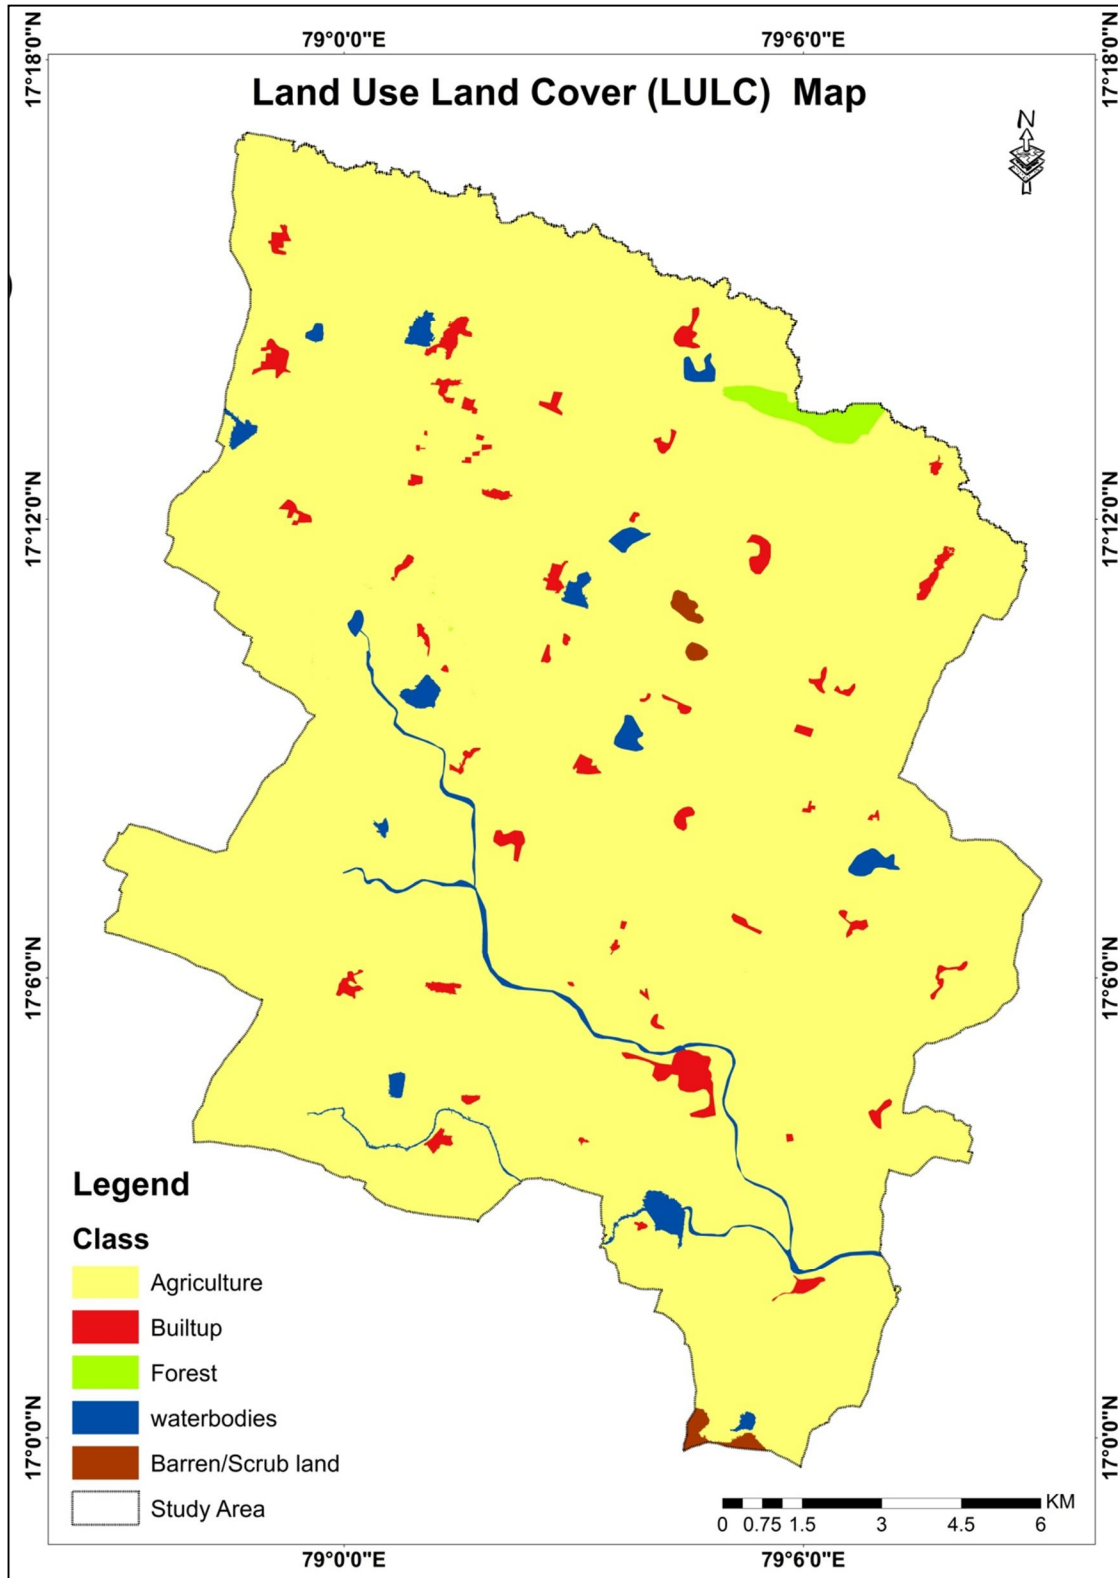 79°0'0"E 79°6'0"E
17°18'0"N 17°18'0"N
Land Use Land Cover (LULC) Map
N
17°12'0"N 17°12'0"N
17°6'0"N 17°6'0"N
Legend
Class
Agriculture
Builtup
Forest
waterbodies
Barren/Scrub land
Study Area
17°0'0"N 17°0'0"N
KM
0 0.75 1.5 3 4.5 6
79°0'0"E 79°6'0"E